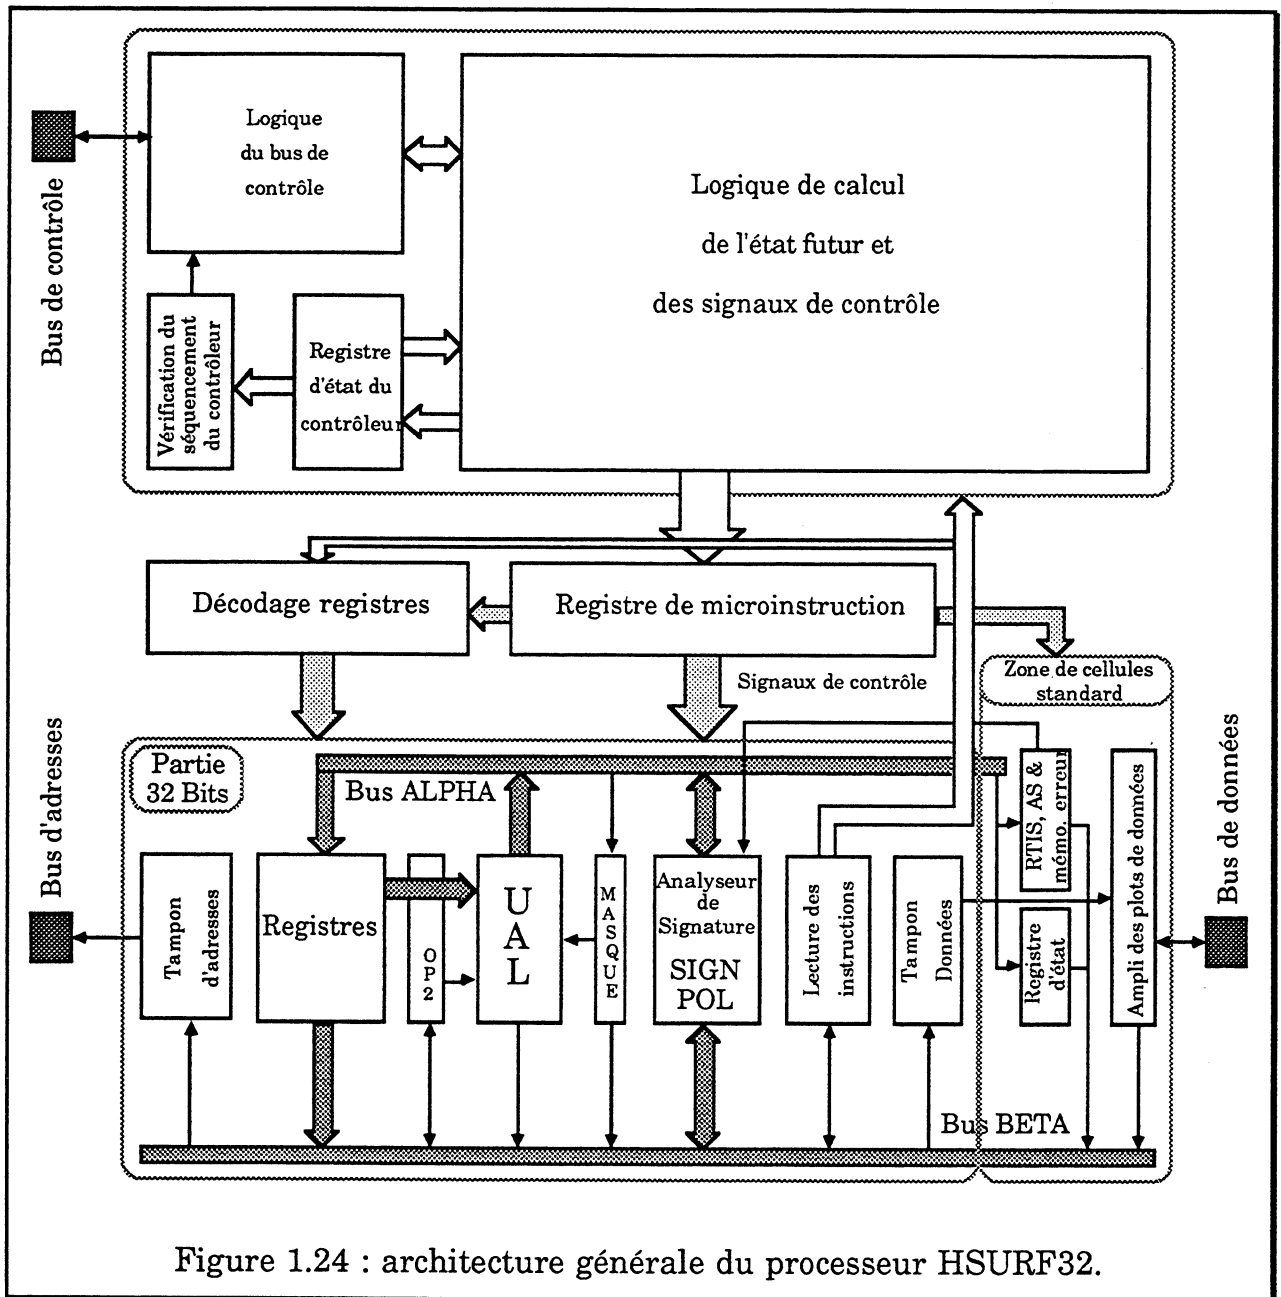 Logique
du bus de
contrôle
Logique de calcul
de l'état futur et
des signaux de contrôle
Bus de contrôle
Vérification du
séquencement
du contrôleur
Registre
d'état du
contrôleur
Décodage registres
Registre de microinstruction
Signaux de contrôle
Zone de cellules
standard
Partie
32 Bits
Bus ALPHA
Bus d'adresses
Tampon
d'adresses
Registres
OP2
UAL
MASQUE
Analyseur
de
Signature
SIGN
POL
Lecture des
instructions
Tampon
Données
RTIS, AS &
mémo. erreur
Registre
d'état
Ampli des plots de données
Bus de données
Bus BETA
Figure 1.24 : architecture générale du processeur HSURF32.